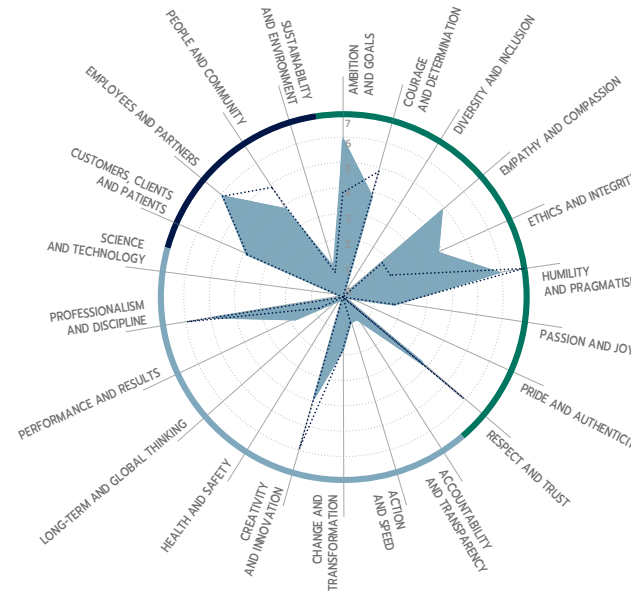 AMBITION
AND GOALS
COURAGE
AND DETERMINATION
DIVERSITY AND INCLUSION
EMPATHY AND COMPASSION
ETHICS AND INTEGRIT
HUMILITY
AND PRAGMATIS
PASSION AND JOY
PRIDE AND AUTHENTICIT
RESPECT AND TRUST
ACCOUNTABILITY
AND TRANSPARENCY
ACTION
AND SPEED
CHANGE AND
TRANSFORMATION
CREATIVITY
AND INNOVATION
HEALTH AND SAFETY
LONG-TERM AND GLOBAL THINKING
PERFORMANCE AND RESULTS
PROFESSIONALISM
AND DISCIPLINE
SCIENCE
AND TECHNOLOGY
CUSTOMERS, CLIENTS
AND PATIENTS
EMPLOYEES AND PARTNERS
PEOPLE AND COMMUNITY
SUSTAINABILITY
AND ENVIRONMENT
7
6